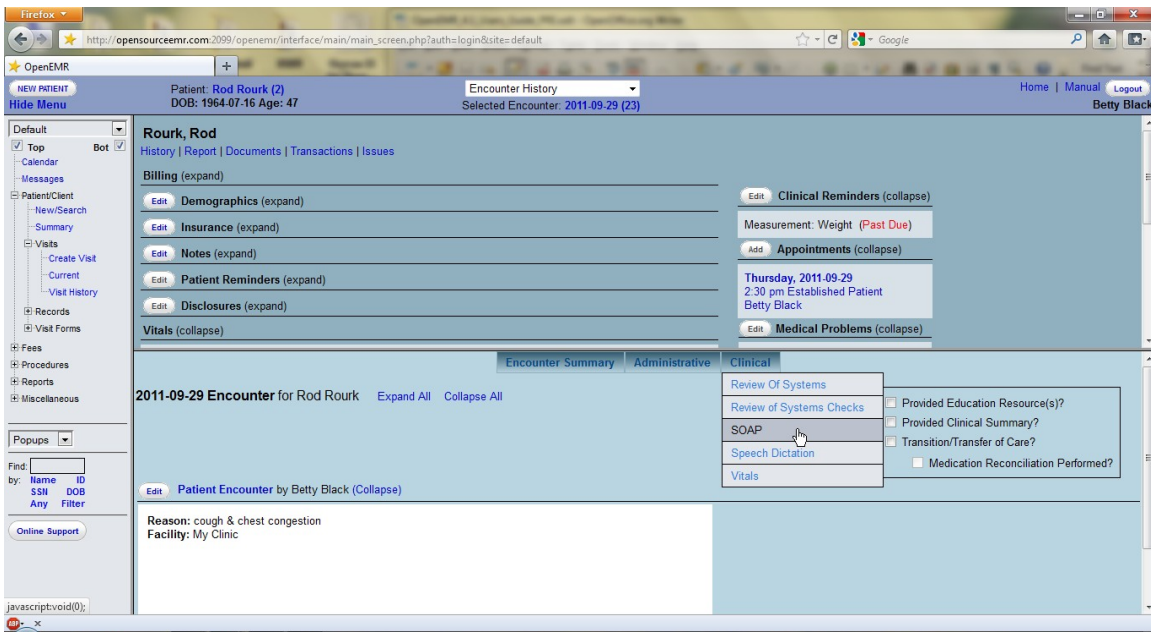 Firefox
http://opensourceemr.com:2099/openemr/interface/main/main_screen.php?auth=login&site=default
Google
OpenEMR
NEW PATIENT
Hide Menu
Patient: Rod Rourk (2)
DOB: 1964-07-16 Age: 47
Encounter History
Selected Encounter: 2011-09-29 (23)
Home | Manual Logout
Betty Black
Default
Top Bot
Calendar
Messages
Patient/Client
New/Search
Summary
Visits
Create Visit
Current
Visit History
Records
Visit Forms
Fees
Procedures
Reports
Miscellaneous
Popups
Find:
by: Name ID
SSN DOB
Any Filter
Online Support
Rourk, Rod
History | Report | Documents | Transactions | Issues
Billing (expand)
Edit Demographics (expand)
Edit Insurance (expand)
Edit Notes (expand)
Edit Patient Reminders (expand)
Edit Disclosures (expand)
Vitals (collapse)
Edit Clinical Reminders (collapse)
Measurement: Weight (Past Due)
Add Appointments (collapse)
Thursday, 2011-09-29
2:30 pm Established Patient
Betty Black
Edit Medical Problems (collapse)
Encounter Summary Administrative Clinical
2011-09-29 Encounter for Rod Rourk Expand All Collapse All
Review Of Systems
Review of Systems Checks
SOAP
Speech Dictation
Vitals
Provided Education Resource(s)?
Provided Clinical Summary?
Transition/Transfer of Care?
Medication Reconciliation Performed?
Edit Patient Encounter by Betty Black (Collapse)
Reason: cough & chest congestion
Facility: My Clinic
javascript:void(0);
ABP